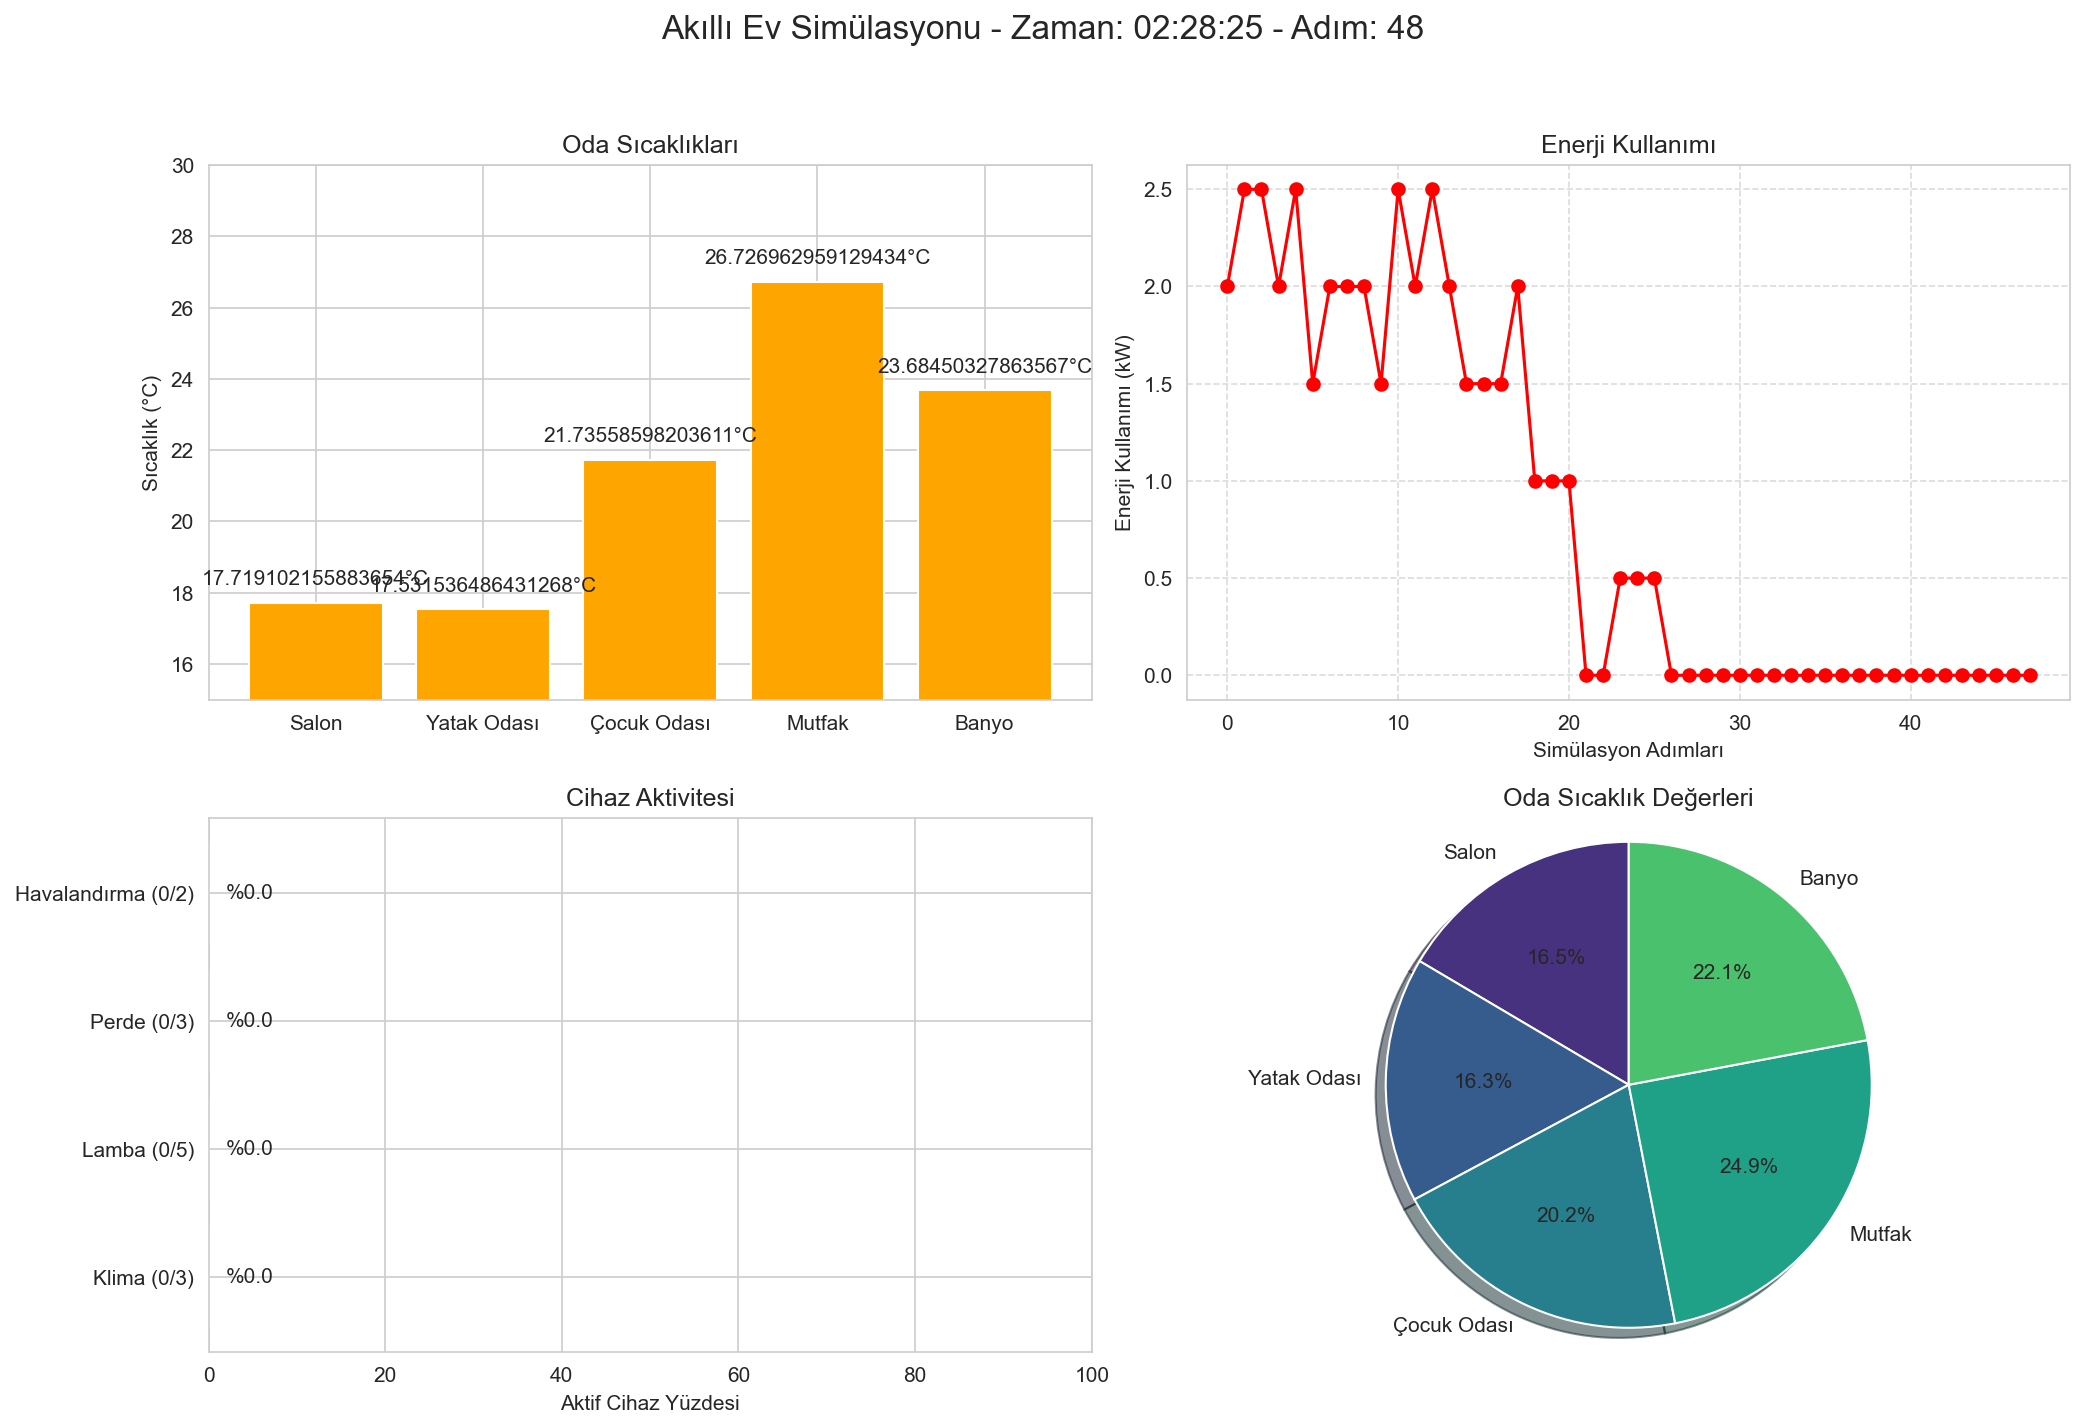 Akıllı Ev Simülasyonu - Zaman: 02:28:25 - Adım: 48
Oda Sıcaklıkları
30
28
26
24
22
20
18
16
Sıcaklık (°C)
17.719102155883654°C
17.531536486431268°C
21.73558598203611°C
26.726962959129434°C
23.68450327863567°C
Salon
Yatak Odası
Çocuk Odası
Mutfak
Banyo
Enerji Kullanımı
2.5
2.0
1.5
1.0
0.5
0.0
Enerji Kullanımı (kW)
0
10
20
30
40
Simülasyon Adımları
Cihaz Aktivitesi
Havalandırma (0/2)
%0.0
Perde (0/3)
%0.0
Lamba (0/5)
%0.0
Klima (0/3)
%0.0
0
20
40
60
80
100
Aktif Cihaz Yüzdesi
Oda Sıcaklık Değerleri
Salon
16.5%
Banyo
22.1%
Yatak Odası
16.3%
Mutfak
24.9%
Çocuk Odası
20.2%